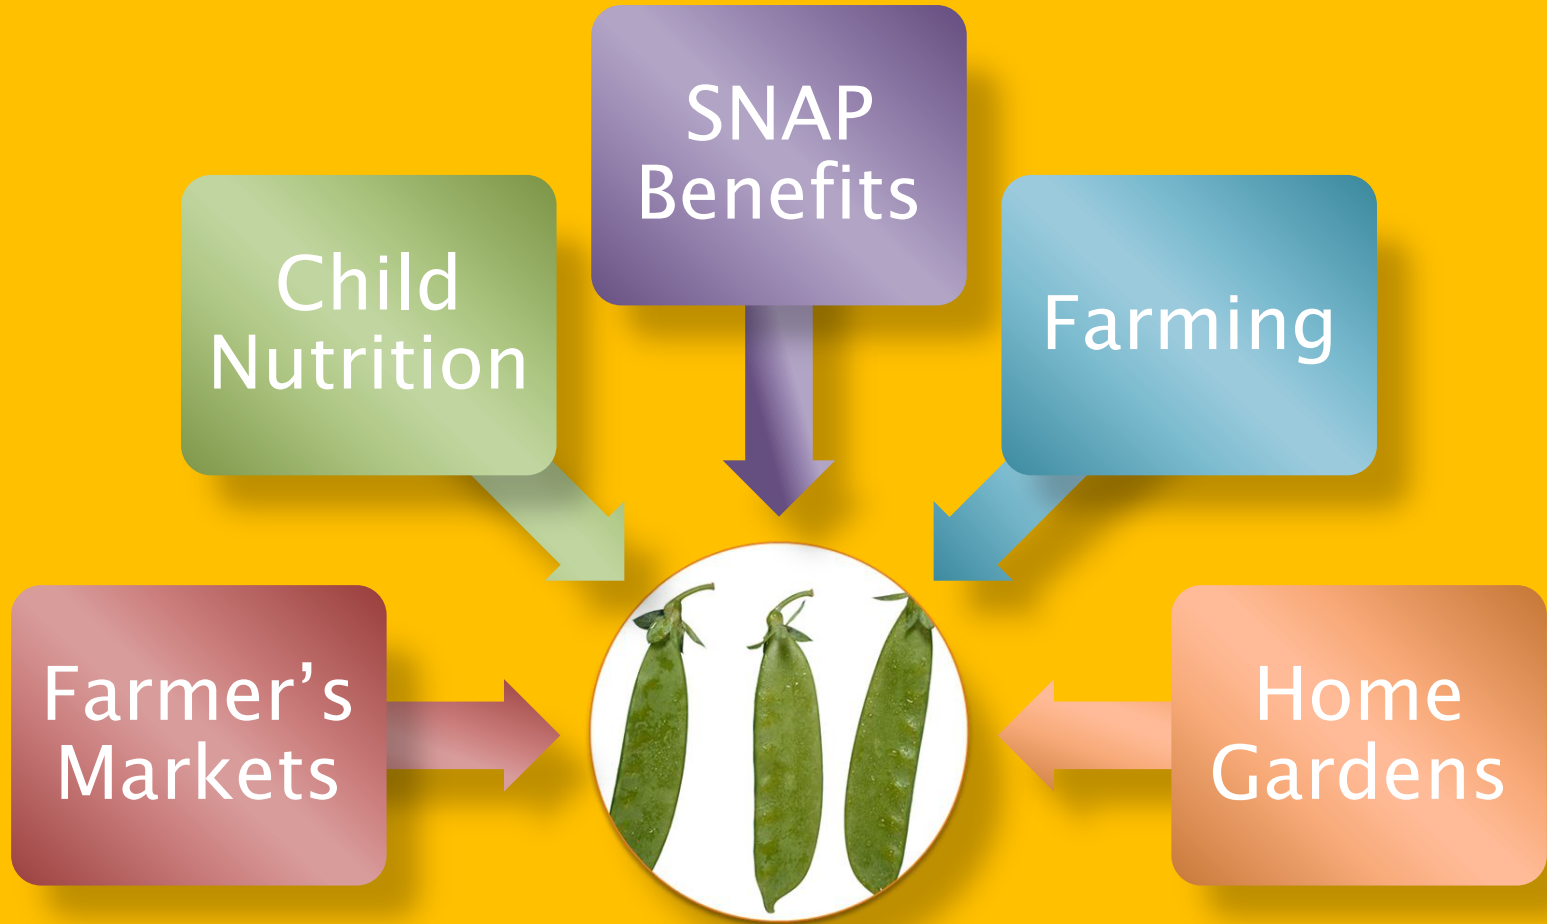 SNAP
Benefits
Child
Nutrition
Farming
Farmer’s
Markets
Home
Gardens